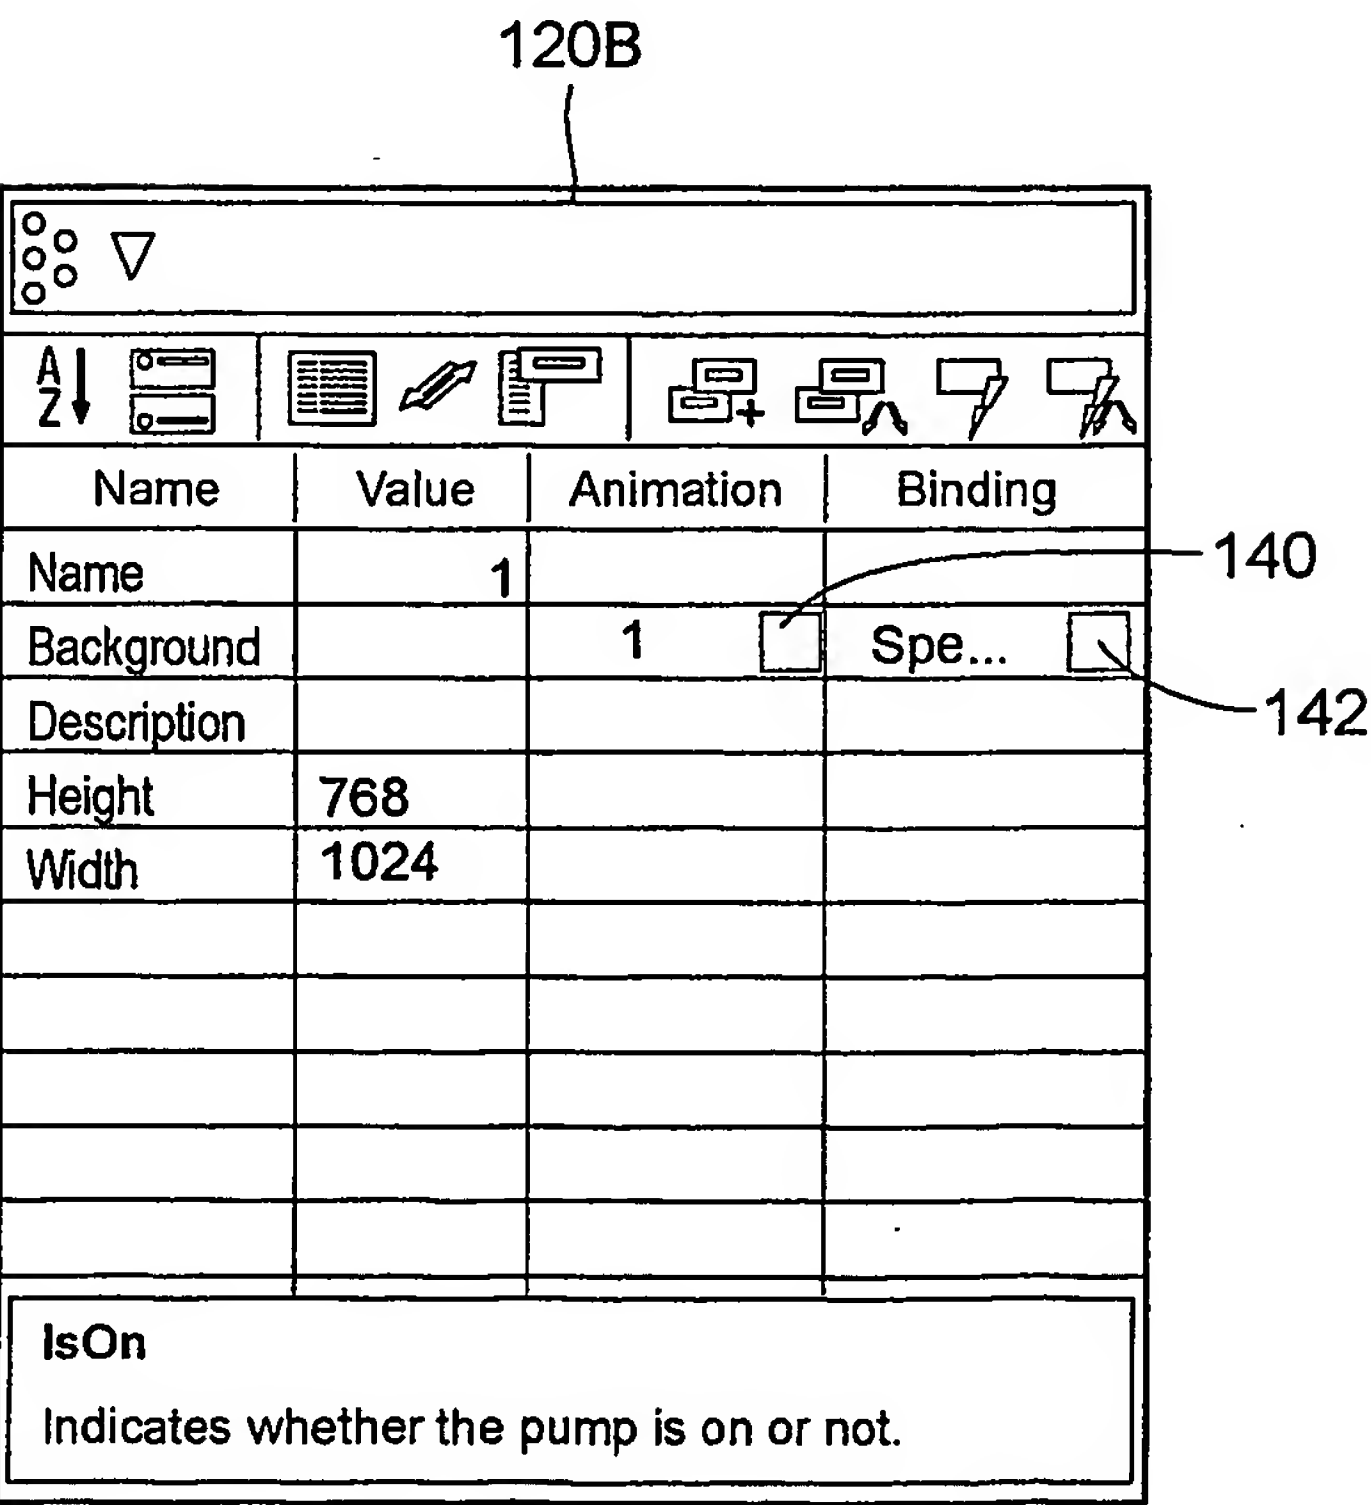 120B
A
Z
Name Value Animation Binding
Name 1
140
Background 1 Spe...
142
Description
Height 768
Width 1024
IsOn
Indicates whether the pump is on or not.